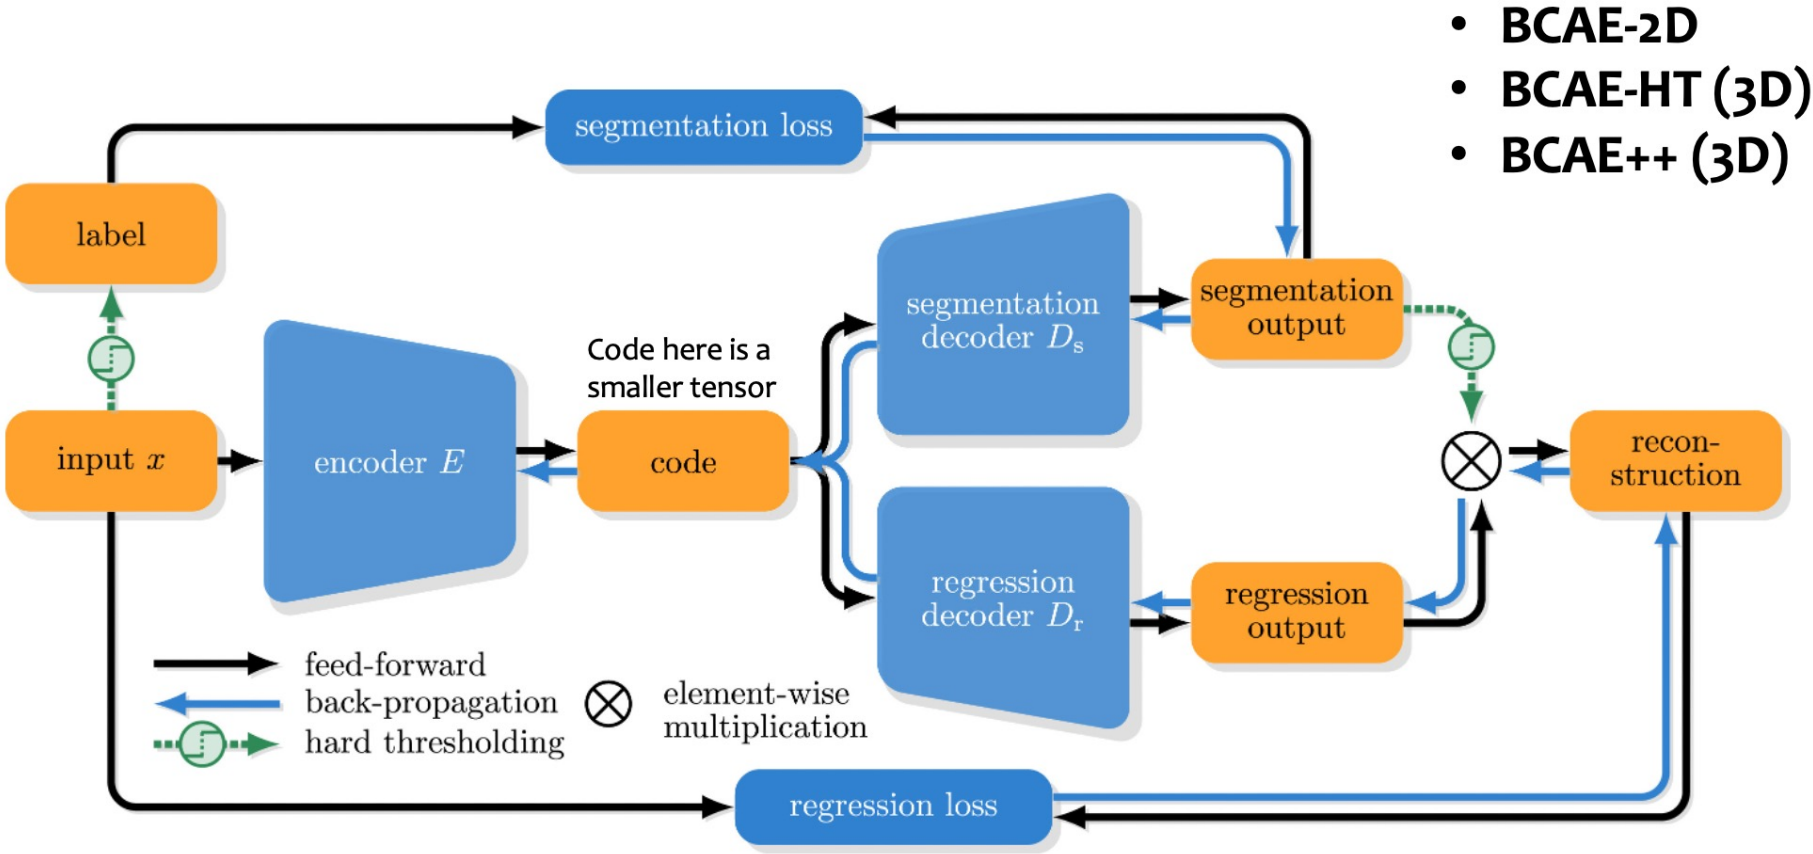 • BCAE-2D
• BCAE-HT (3D)
• BCAE++ (3D)
segmentation loss
label
segmentation
decoder Dₛ
segmentation
output
Code here is a
smaller tensor
input x
encoder E
code
recon-
struction
regression
decoder Dᵣ
regression
output
feed-forward
back-propagation
hard thresholding
element-wise
multiplication
regression loss